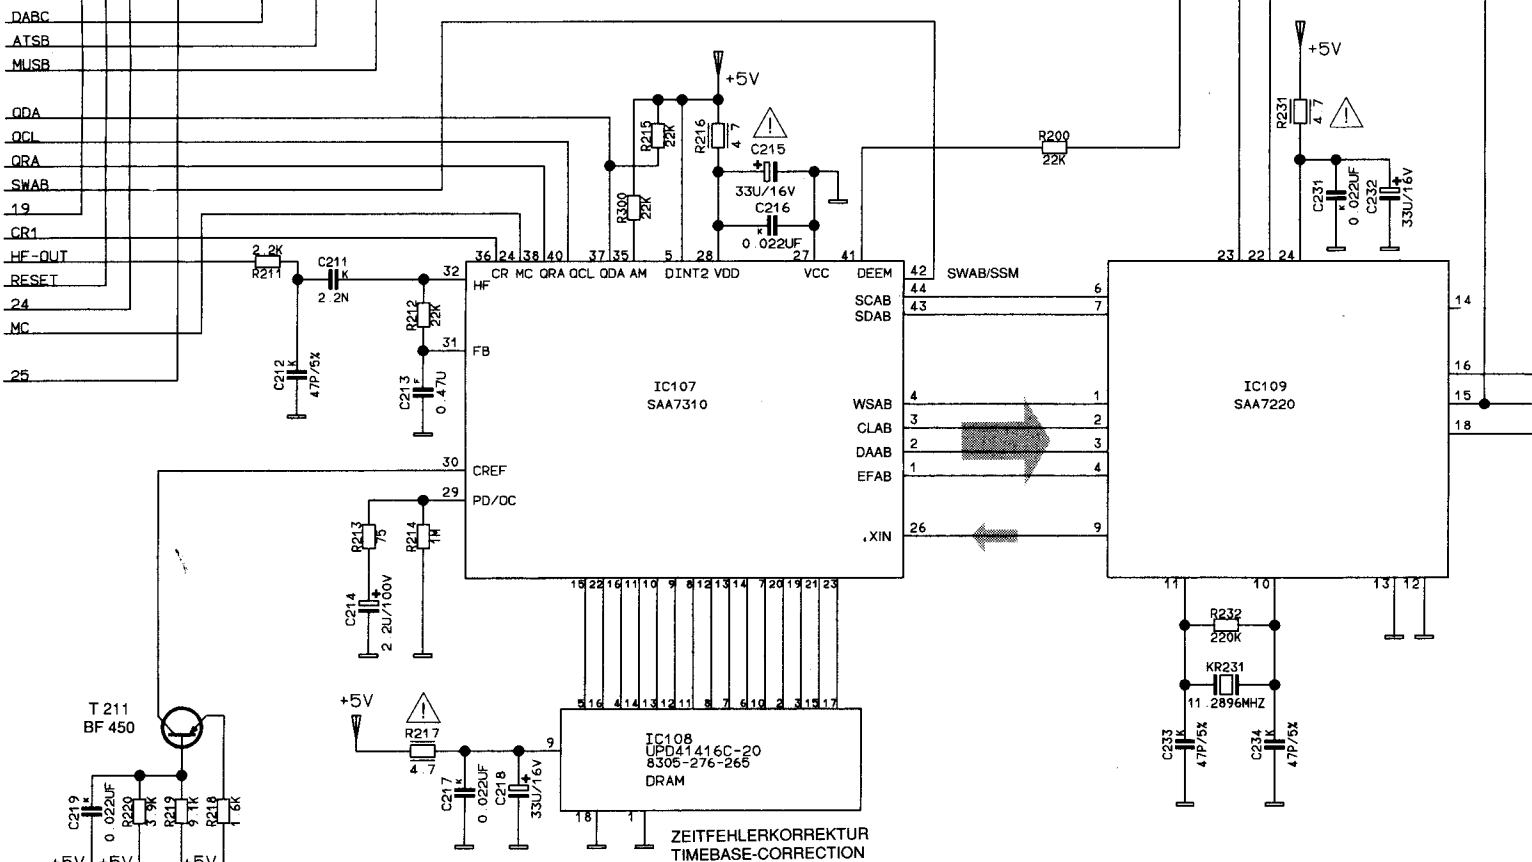 DABC
ATSB
MUSB
QDA
QCL
QRA
SWAB
19
CR1
HF-OUT
RESET
24
MC
25
+5V
R215
22K
R216
4.7
C215
+
33U/16V
C216
K
0.022UF
R300
22K
R200
22K
+5V
R231
4.7
C231
K
0.022UF
C232
+
33U/16V
2.2K
R211
C211
K
2.2N
C212
K
47P/5%
R212
22K
C213
0.47U
36 24 38 40 37 35 5 28 27 41
CR MC QRA QCL QDA AM DINT2 VDD VCC DEEM
32 HF
31 FB
30 CREF
29 PD/OC
IC107
SAA7310
42 SWAB/SSM
SCAB 44 6
SDAB 43 7
WSAB 4 1
CLAB 3 2
DAAB 2 3
EFAB 1 4
XIN 26 9
23 22 24
IC109
SAA7220
14
16
15
18
11 10 13 12
R213
75
R214
1M
C214
+
2.2U/100V
15 22 16 11 10 9 8 12 13 14 7 20 19 21 23
5 16 4 14 13 12 11 8 7 6 10 2 3 15 17
R232
220K
KR231
11.2896MHZ
C233
K
47P/5%
C234
K
47P/5%
T 211
BF 450
+5V
R217
4.7
C217
K
0.022UF
C218
+
33U/16V
9
IC108
UPD41416C-20
8305-276-265
DRAM
18 1
C219
K
0.022UF
R220
3.9K
R219
9.1K
R218
1.6K
+5V +5V +5V
ZEITFEHLERKORREKTUR
TIMEBASE-CORRECTION